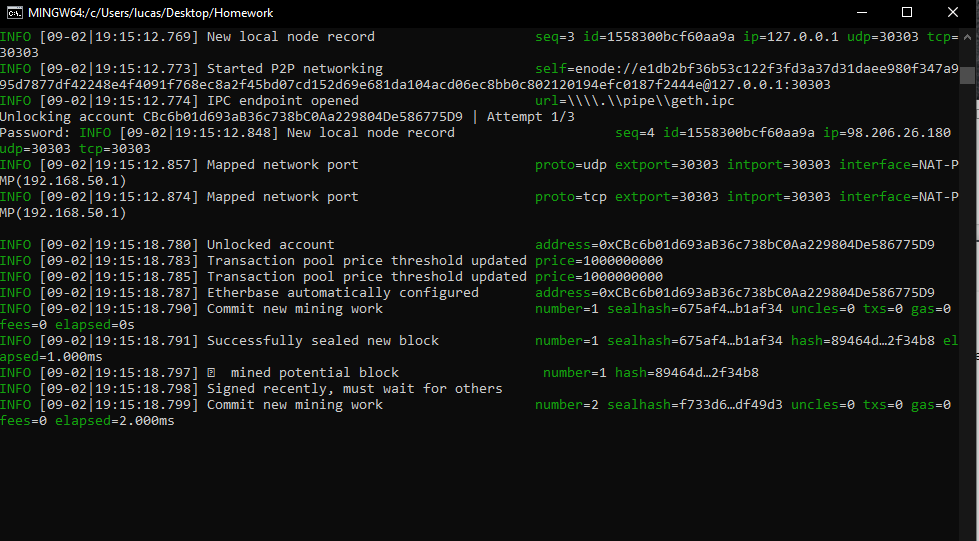 MINGW64:/c/Users/lucas/Desktop/Homework
INFO [09-02|19:15:12.769] New local node record seq=3 id=1558300bcf60aa9a ip=127.0.0.1 udp=30303 tcp=
30303
INFO [09-02|19:15:12.773] Started P2P networking self=enode://e1db2bf36b53c122f3fd3a37d31daee980f347a9
95d7877df42248e4f4091f768ec8a2f45bd07cd152d69e681da104acd06ec8bb0c802120194efc0187f2444e@127.0.0.1:30303
INFO [09-02|19:15:12.774] IPC endpoint opened url=\\\\.\\pipe\\geth.ipc
Unlocking account CBc6b01d693aB36c738bC0Aa229804De586775D9 | Attempt 1/3
Password: INFO [09-02|19:15:12.848] New local node record seq=4 id=1558300bcf60aa9a ip=98.206.26.180
udp=30303 tcp=30303
INFO [09-02|19:15:12.857] Mapped network port proto=udp extport=30303 intport=30303 interface=NAT-P
MP(192.168.50.1)
INFO [09-02|19:15:12.874] Mapped network port proto=tcp extport=30303 intport=30303 interface=NAT-P
MP(192.168.50.1)
INFO [09-02|19:15:18.780] Unlocked account address=0xCBc6b01d693aB36c738bC0Aa229804De586775D9
INFO [09-02|19:15:18.783] Transaction pool price threshold updated price=1000000000
INFO [09-02|19:15:18.785] Transaction pool price threshold updated price=1000000000
INFO [09-02|19:15:18.787] Etherbase automatically configured address=0xCBc6b01d693aB36c738bC0Aa229804De586775D9
INFO [09-02|19:15:18.790] Commit new mining work number=1 sealhash=675af4…b1af34 uncles=0 txs=0 gas=0
fees=0 elapsed=0s
INFO [09-02|19:15:18.791] Successfully sealed new block number=1 sealhash=675af4…b1af34 hash=89464d…2f34b8 el
apsed=1.000ms
INFO [09-02|19:15:18.797] mined potential block number=1 hash=89464d…2f34b8
INFO [09-02|19:15:18.798] Signed recently, must wait for others
INFO [09-02|19:15:18.799] Commit new mining work number=2 sealhash=f733d6…df49d3 uncles=0 txs=0 gas=0
fees=0 elapsed=2.000ms